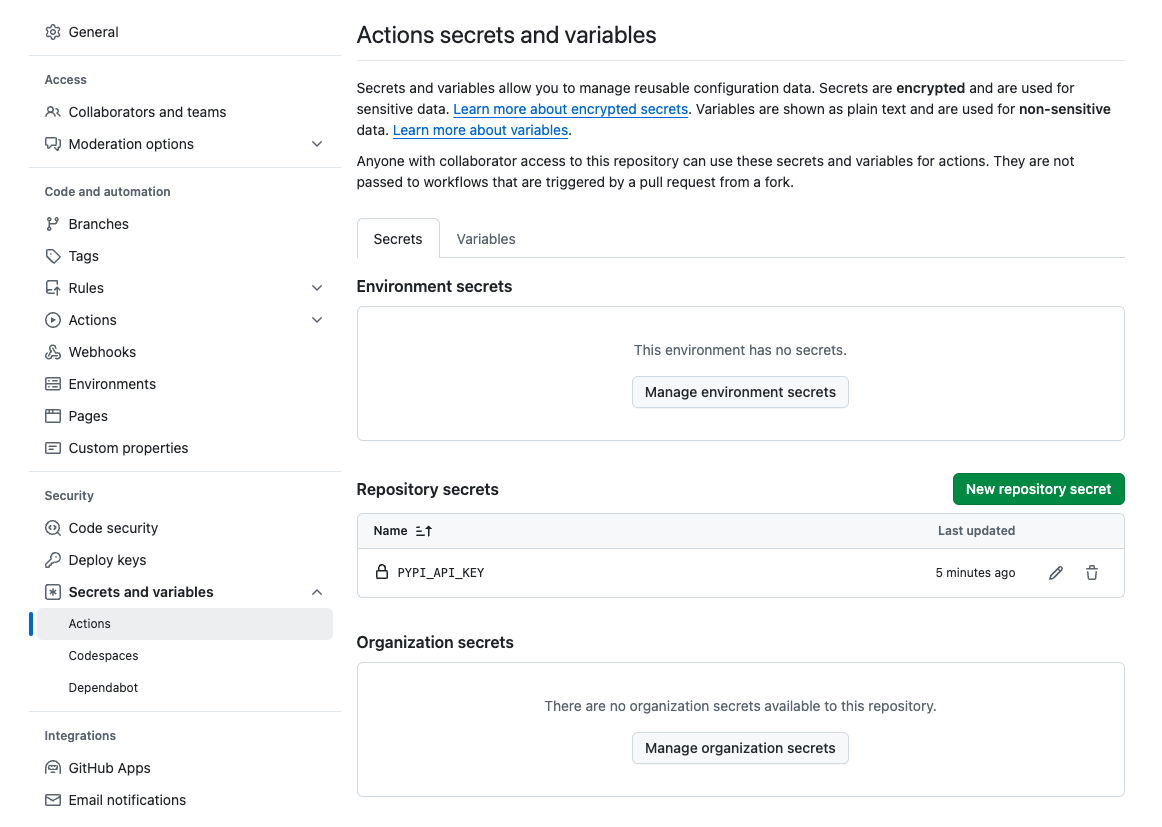 General
Access
Collaborators and teams
Moderation options
Code and automation
Branches
Tags
Rules
Actions
Webhooks
Environments
Pages
Custom properties
Security
Code security
Deploy keys
Secrets and variables
Actions
Codespaces
Dependabot
Integrations
GitHub Apps
Email notifications
Actions secrets and variables
Secrets and variables allow you to manage reusable configuration data. Secrets are encrypted and are used for
sensitive data. Learn more about encrypted secrets. Variables are shown as plain text and are used for non-sensitive
data. Learn more about variables.
Anyone with collaborator access to this repository can use these secrets and variables for actions. They are not
passed to workflows that are triggered by a pull request from a fork.
Secrets Variables
Environment secrets
This environment has no secrets.
Manage environment secrets
Repository secrets New repository secret
Name Last updated
PYPI_API_KEY 5 minutes ago
Organization secrets
There are no organization secrets available to this repository.
Manage organization secrets